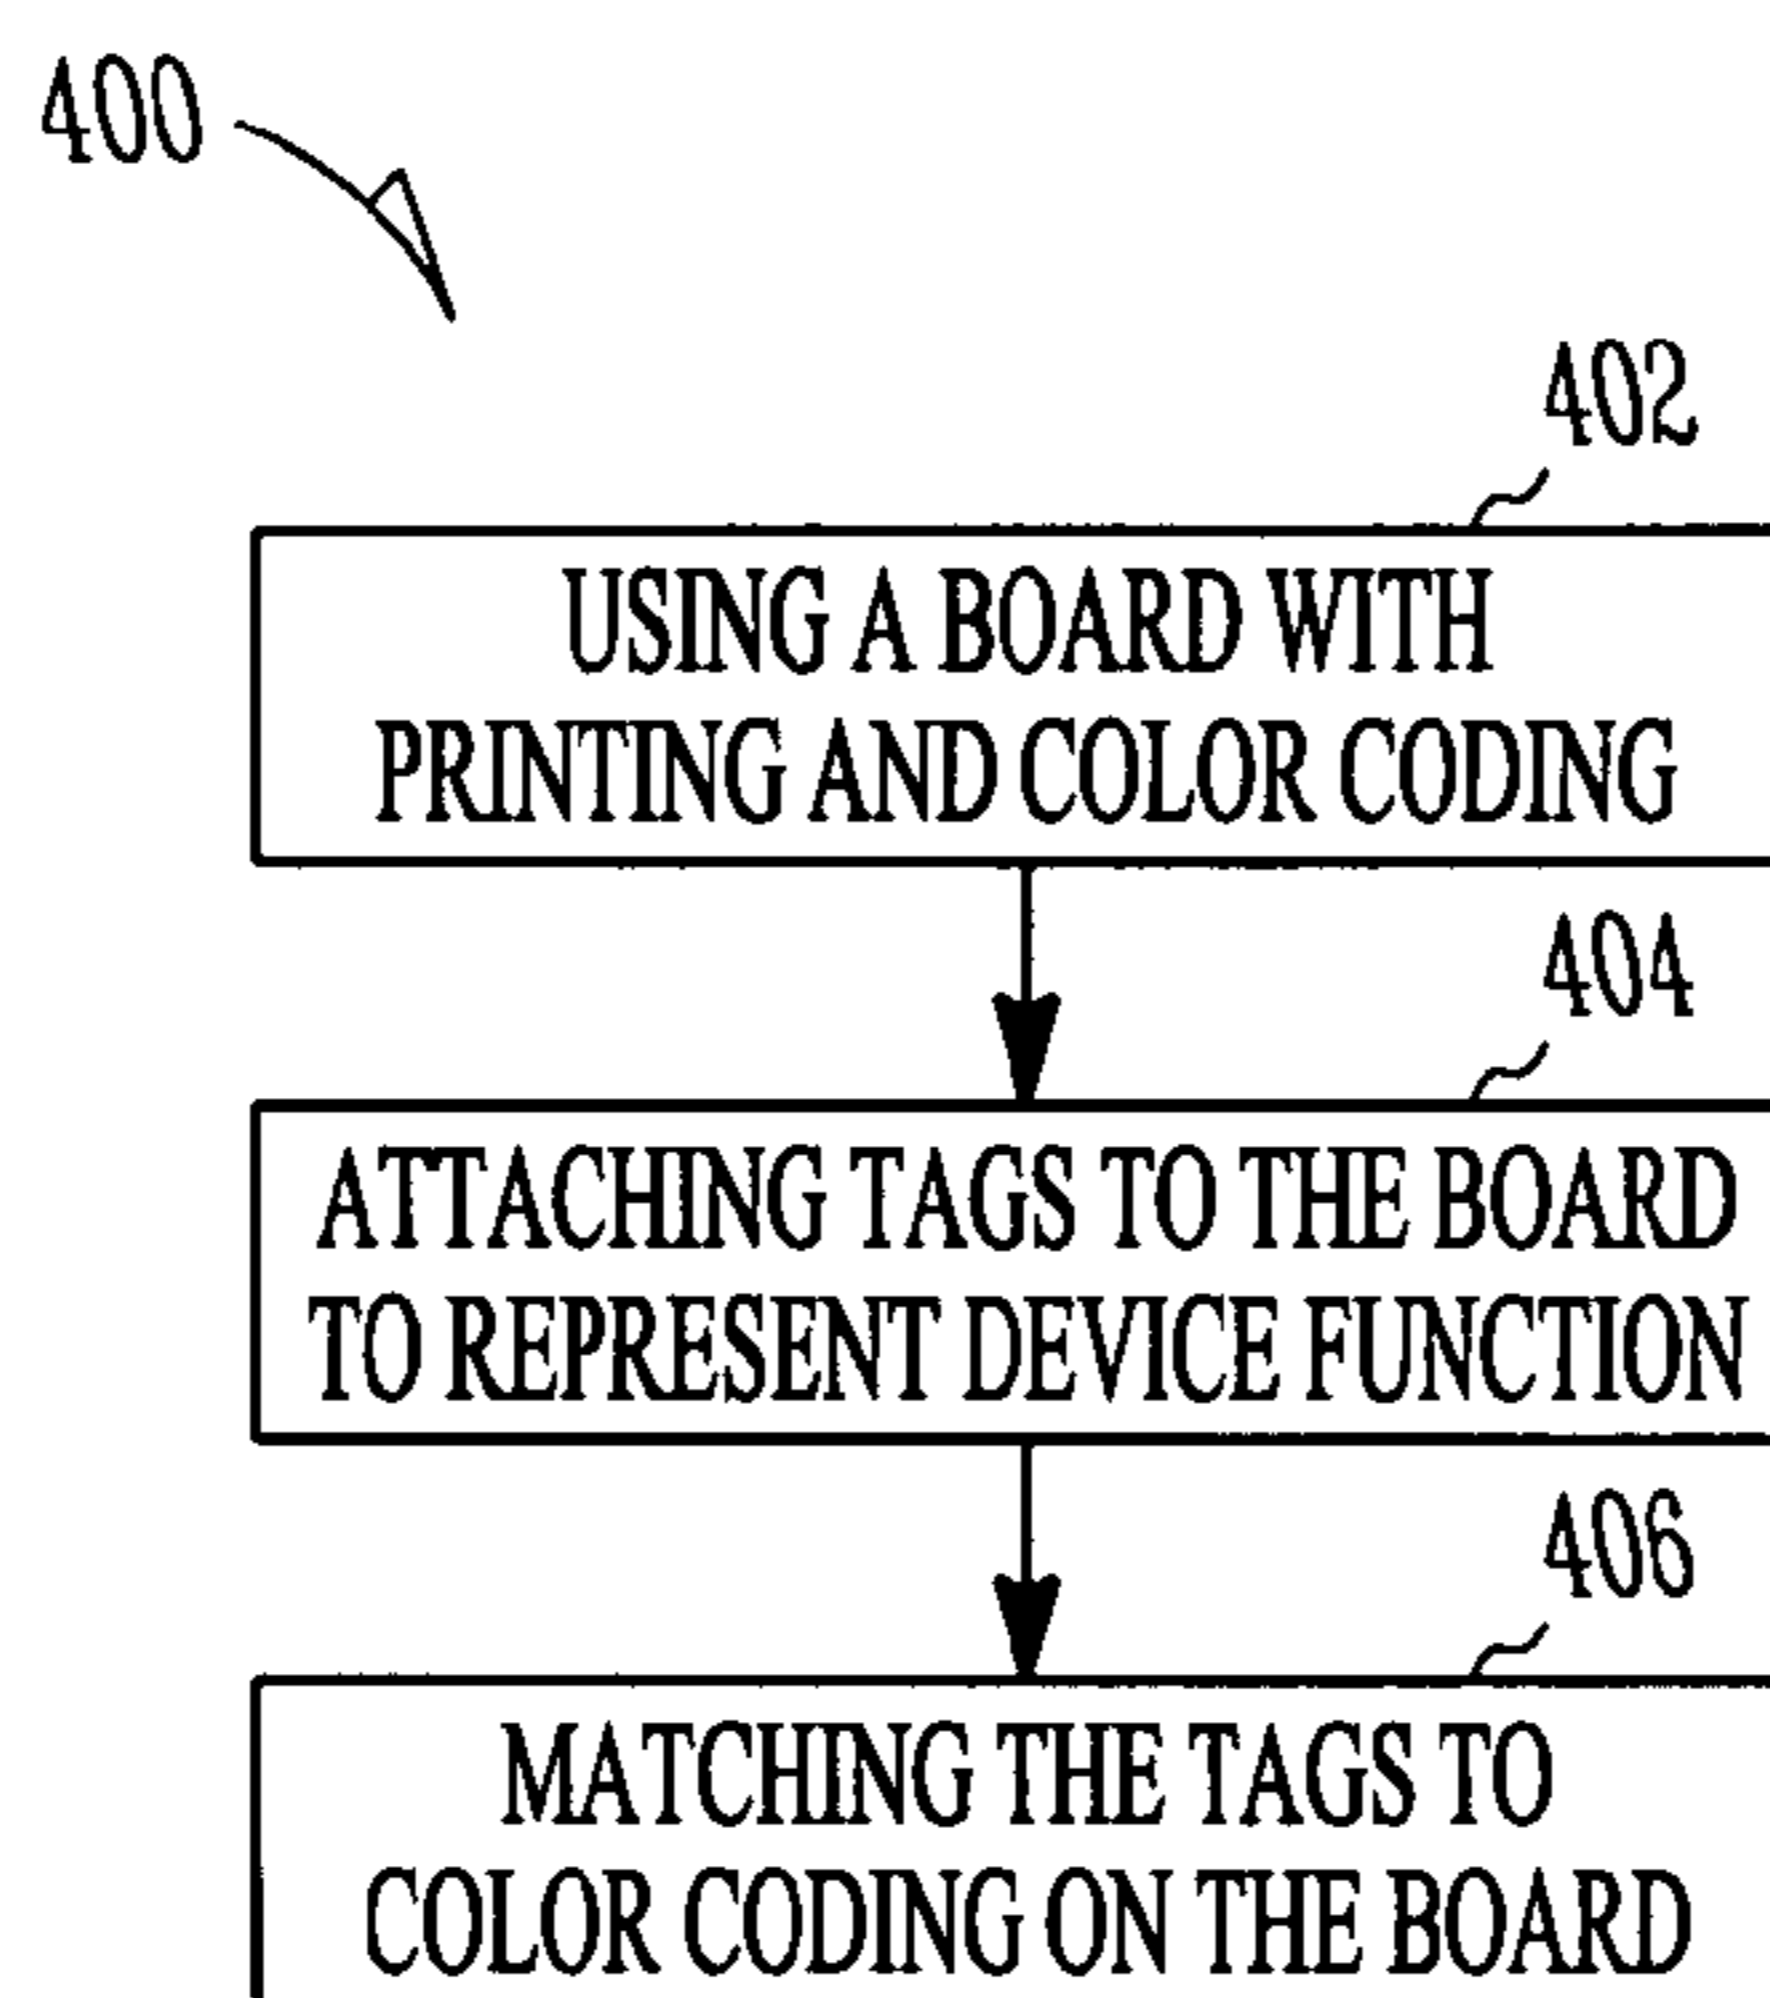 400
402
USING A BOARD WITH
PRINTING AND COLOR CODING
404
ATTACHING TAGS TO THE BOARD
TO REPRESENT DEVICE FUNCTION
406
MATCHING THE TAGS TO
COLOR CODING ON THE BOARD